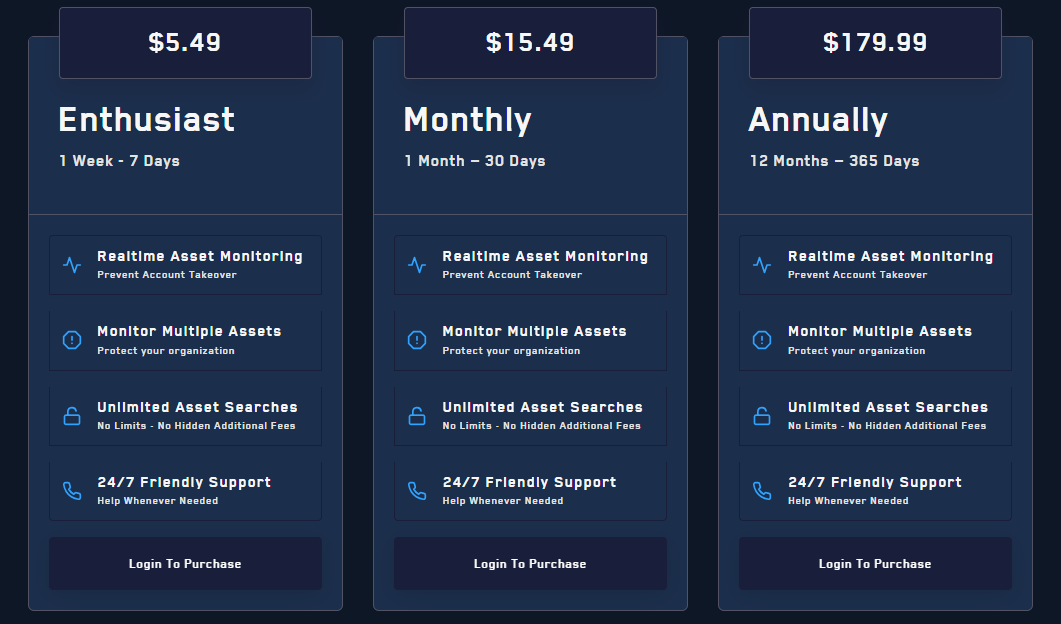 $5.49
Enthusiast
1 Week - 7 Days
Realtime Asset Monitoring
Prevent Account Takeover
Monitor Multiple Assets
Protect your organization
Unlimited Asset Searches
No Limits - No Hidden Additional Fees
24/7 Friendly Support
Help Whenever Needed
Login To Purchase
$15.49
Monthly
1 Month – 30 Days
Realtime Asset Monitoring
Prevent Account Takeover
Monitor Multiple Assets
Protect your organization
Unlimited Asset Searches
No Limits - No Hidden Additional Fees
24/7 Friendly Support
Help Whenever Needed
Login To Purchase
$179.99
Annually
12 Months – 365 Days
Realtime Asset Monitoring
Prevent Account Takeover
Monitor Multiple Assets
Protect your organization
Unlimited Asset Searches
No Limits - No Hidden Additional Fees
24/7 Friendly Support
Help Whenever Needed
Login To Purchase